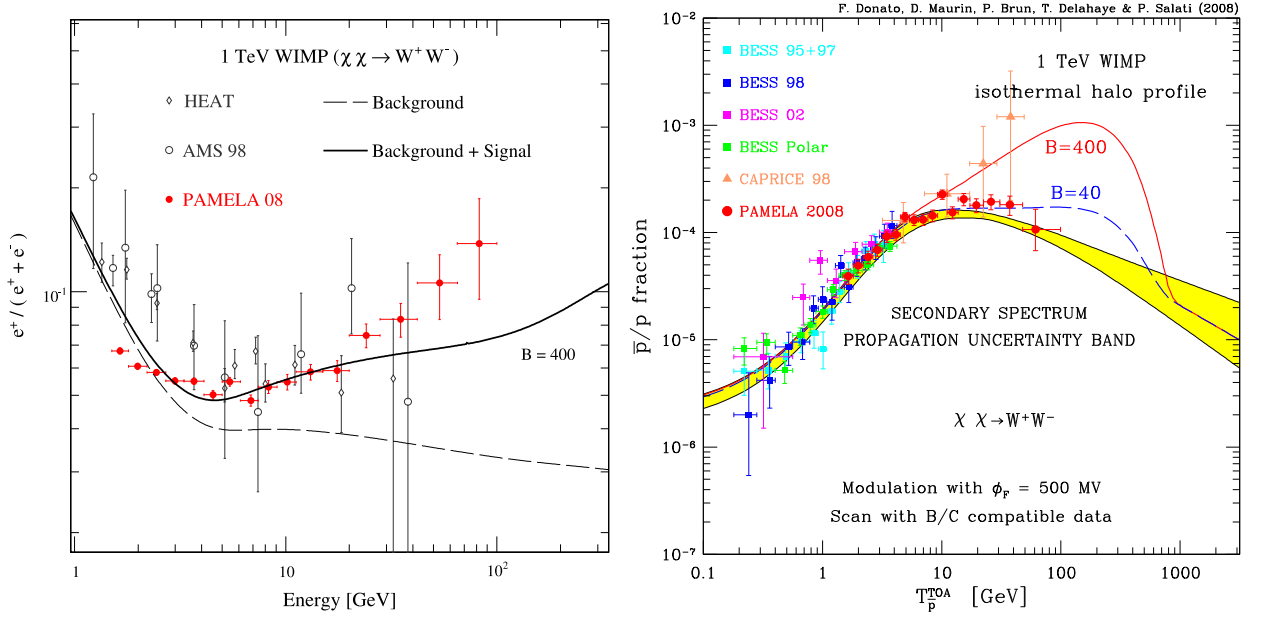 1 TeV WIMP (χ χ → W⁺ W⁻)
HEAT
AMS 98
PAMELA 08
Background
Background + Signal
B = 400
e⁺ / ( e⁺ + e⁻ )
10⁻¹
1
10
10²
Energy [GeV]
F. Donato, D. Maurin, P. Brun, T. Delahaye & P. Salati (2008)
BESS 95+97
BESS 98
BESS 02
BESS Polar
CAPRICE 98
PAMELA 2008
1 TeV WIMP
isothermal halo profile
B=400
B=40
SECONDARY SPECTRUM
PROPAGATION UNCERTAINTY BAND
χ χ→W⁺W⁻
Modulation with ϕ_F = 500 MV
Scan with B/C compatible data
p̅/p fraction
10⁻²
10⁻³
10⁻⁴
10⁻⁵
10⁻⁶
10⁻⁷
0.1
1
10
100
1000
T_p̅^TOA [GeV]